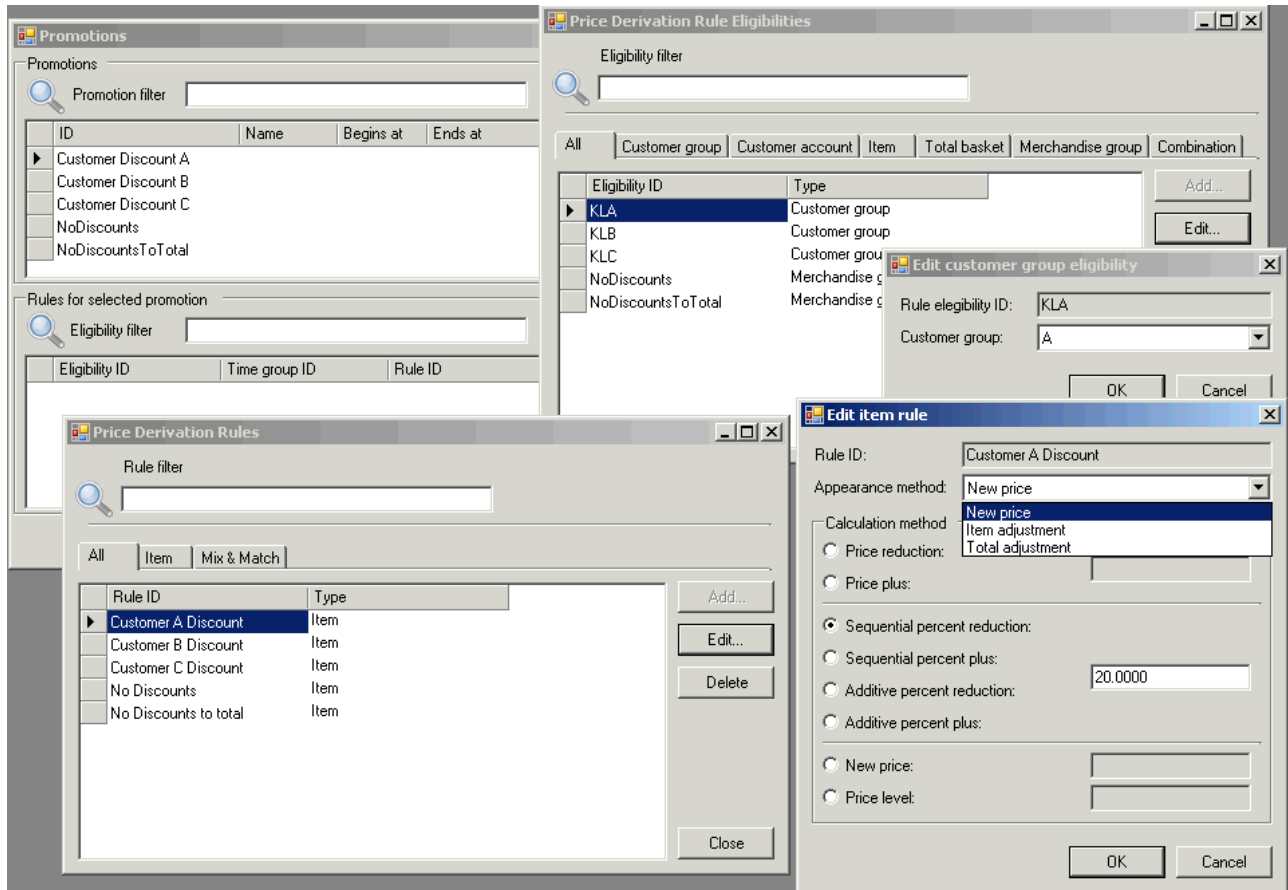 Promotions
Promotions
Promotion filter
ID Name Begins at Ends at
Customer Discount A
Customer Discount B
Customer Discount C
NoDiscounts
NoDiscountsToTotal
Rules for selected promotion
Eligibility filter
Eligibility ID Time group ID Rule ID
Price Derivation Rule Eligibilities
Eligibility filter
All Customer group Customer account Item Total basket Merchandise group Combination
Eligibility ID Type
KLA Customer group
KLB Customer group
KLC Customer grou
NoDiscounts Merchandise g
NoDiscountsToTotal Merchandise g
Add...
Edit...
Edit customer group eligibility
Rule elegibility ID: KLA
Customer group: A
OK Cancel
Price Derivation Rules
Rule filter
All Item Mix & Match
Rule ID Type
Customer A Discount Item
Customer B Discount Item
Customer C Discount Item
No Discounts Item
No Discounts to total Item
Add...
Edit...
Delete
Close
Edit item rule
Rule ID: Customer A Discount
Appearance method: New price
New price
Item adjustment
Total adjustment
Calculation method
Price reduction:
Price plus:
Sequential percent reduction:
Sequential percent plus:
20.0000
Additive percent reduction:
Additive percent plus:
New price:
Price level:
OK Cancel